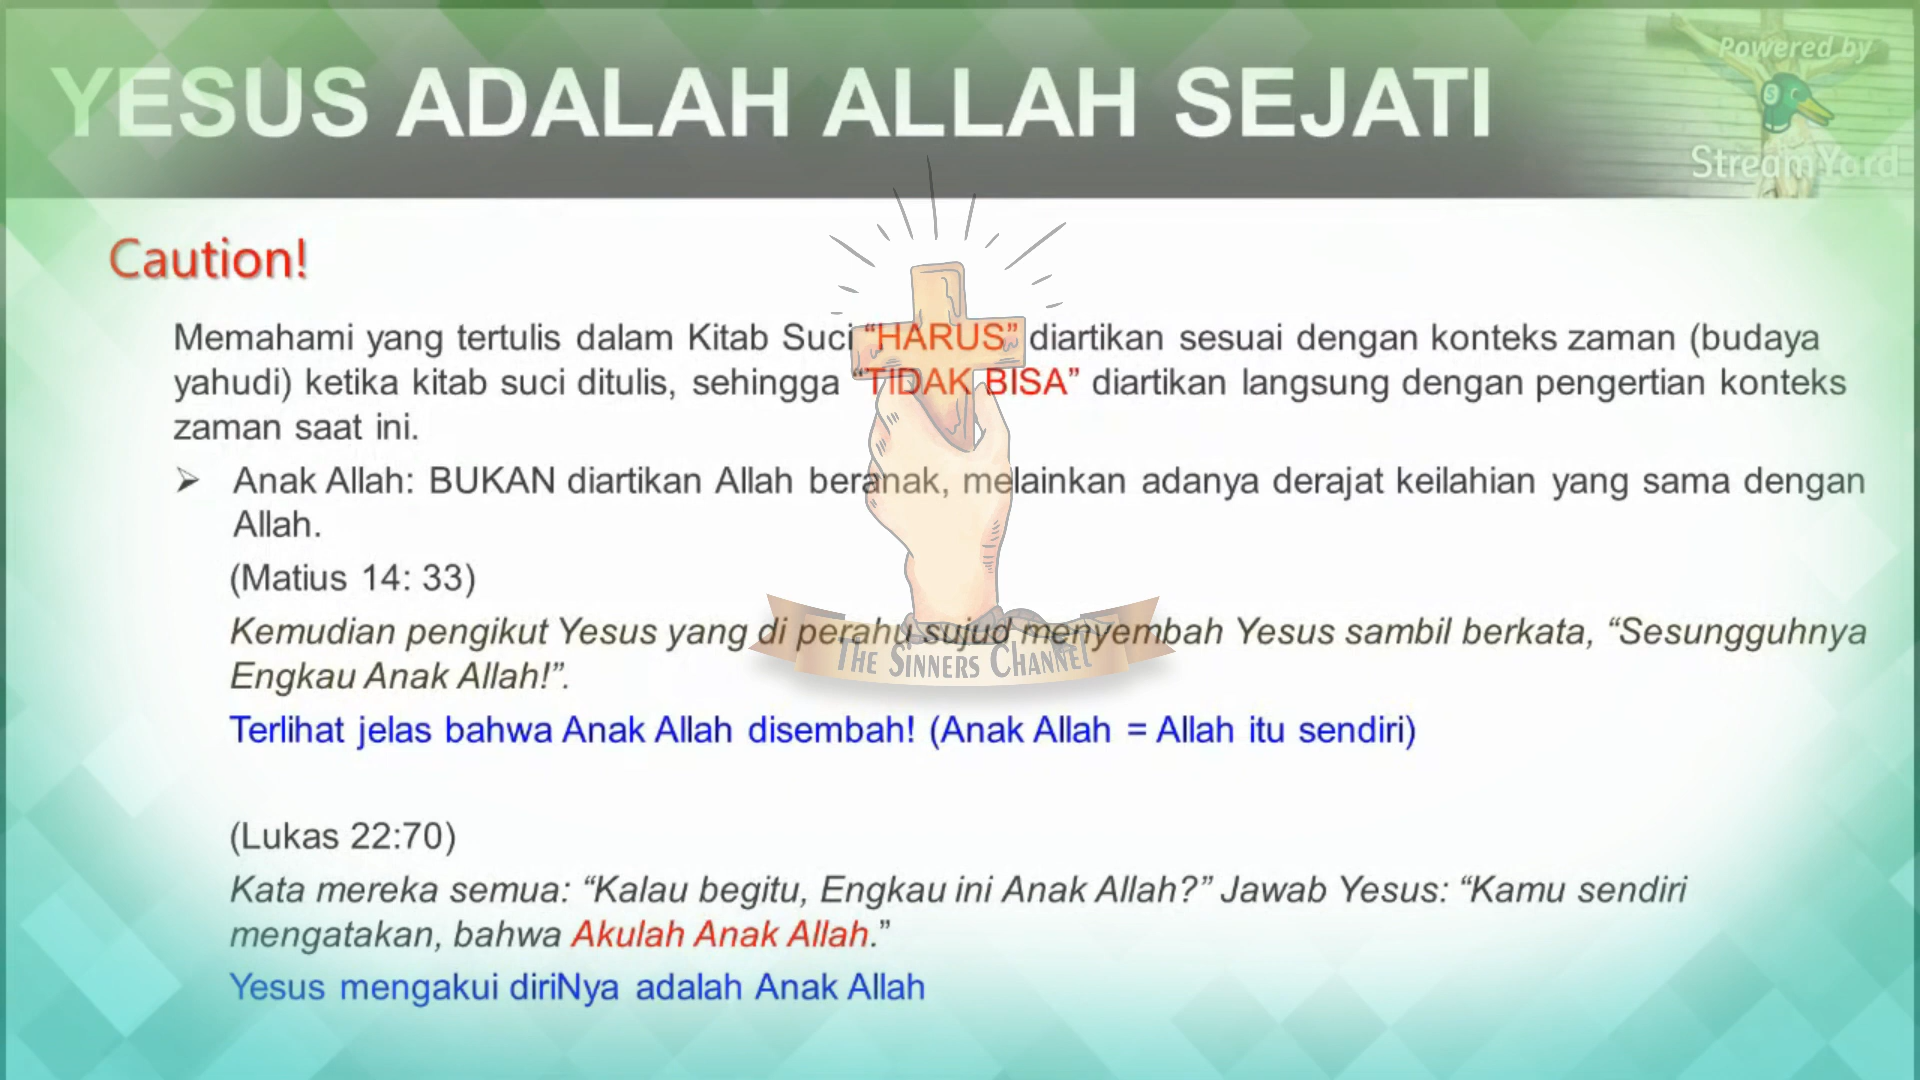 YESUS ADALAH ALLAH SEJATI
Powered by
StreamYard
Caution!
Memahami yang tertulis dalam Kitab Suci “HARUS” diartikan sesuai dengan konteks zaman (budaya
yahudi) ketika kitab suci ditulis, sehingga “TIDAK BISA” diartikan langsung dengan pengertian konteks
zaman saat ini.
➢ Anak Allah: BUKAN diartikan Allah beranak, melainkan adanya derajat keilahian yang sama dengan
Allah.
(Matius 14: 33)
Kemudian pengikut Yesus yang di perahu sujud menyembah Yesus sambil berkata, “Sesungguhnya
Engkau Anak Allah!”.
THE SINNERS CHANNEL
Terlihat jelas bahwa Anak Allah disembah! (Anak Allah = Allah itu sendiri)
(Lukas 22:70)
Kata mereka semua: “Kalau begitu, Engkau ini Anak Allah?” Jawab Yesus: “Kamu sendiri
mengatakan, bahwa Akulah Anak Allah.”
Yesus mengakui diriNya adalah Anak Allah